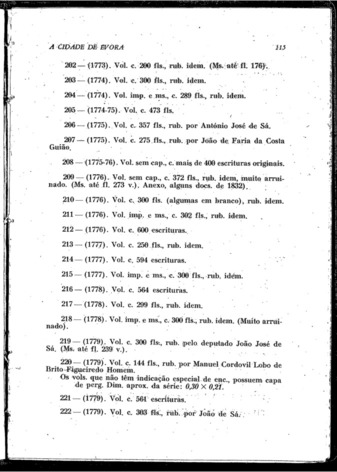 A CIDADE DE EVORA 115
202 — (1773). Vol. c. 200 fls., rub. idem. (Ms. até fl. 176).
203 — (1774). Vol. c. 300 fls., rub. idem.
204 — (1774). Vol. imp. e ms., c. 289 fls., rub. idem.
205 — (1774-75). Vol. c. 473 fls.
206 — (1775). Vol. c. 357 fls., rub. por António José de Sá.
207 — (1775). Vol. c. 275 fls., rub. por João de Faria da Costa
Guião.
208 — (1775-76). Vol. sem cap., c. mais de 400 escrituras originais.
209 — (1776). Vol. sem cap., c. 372 fls., rub. idem, muito arrui-
nado. (Ms. até fl. 273 v.). Anexo, alguns docs. de 1832).
210 — (1776). Vol. c. 300 fls. (algumas em branco), rub. idem.
211 — (1776). Vol. imp. e ms., c. 302 fls., rub. idem.
212 — (1776). Vol. c. 600 escrituras.
213 — (1777). Vol. c. 250 fls., rub. idem.
214 — (1777). Vol. c. 594 escrituras.
215 — (1777). Vol. imp. e ms., c. 300 fls., rub. idem.
216 — (1778). Vol. c. 564 escrituras.
217 — (1778). Vol. c. 299 fls., rub. idem.
218 — (1778). Vol. imp. e ms., c. 300 fls., rub. idem. (Muito arrui-
nado).
219 — (1779). Vol. c. 300 fls., rub. pelo deputado João José de
Sá. (Ms. até fl. 239 v.).
220 — (1779). Vol. c. 144 fls., rub. por Manuel Cordovil Lobo de
Brito Figueiredo Homem.
Os vols. que não têm indicação especial de enc., possuem capa
de perg. Dim. aprox. da série: 0,30 × 0,21.
221 — (1779). Vol. c. 561 escrituras.
222 — (1779). Vol. c. 303 fls., rub. por João de Sá.